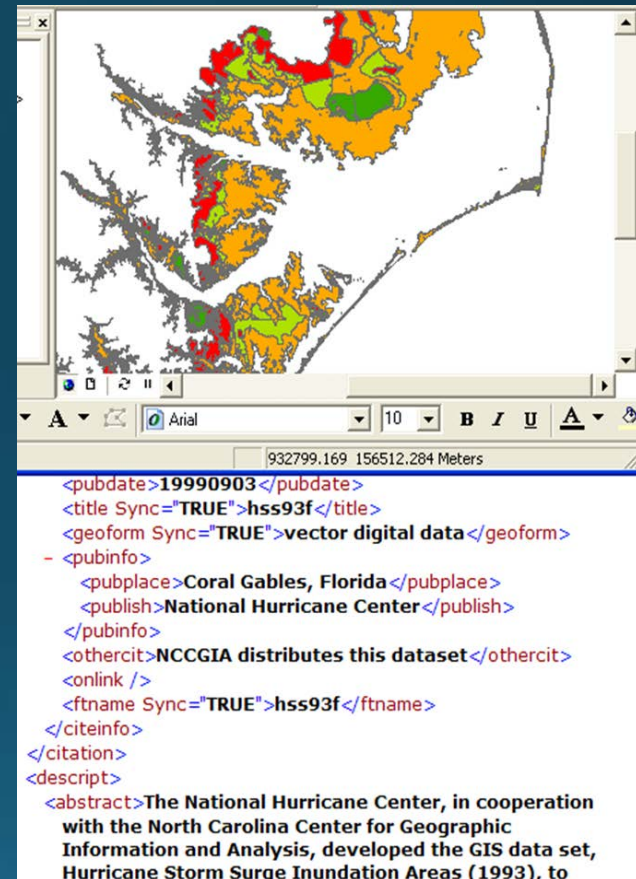 A Arial 10 B I U A
932799.169 156512.284 Meters
<pubdate>19990903</pubdate>
<title Sync="TRUE">hss93f</title>
<geoform Sync="TRUE">vector digital data</geoform>
- <pubinfo>
<pubplace>Coral Gables, Florida</pubplace>
<publish>National Hurricane Center</publish>
</pubinfo>
<othercit>NCCGIA distributes this dataset</othercit>
<onlink />
<ftname Sync="TRUE">hss93f</ftname>
</citeinfo>
</citation>
<descript>
<abstract>The National Hurricane Center, in cooperation
with the North Carolina Center for Geographic
Information and Analysis, developed the GIS data set,
Hurricane Storm Surge Inundation Areas (1993), to